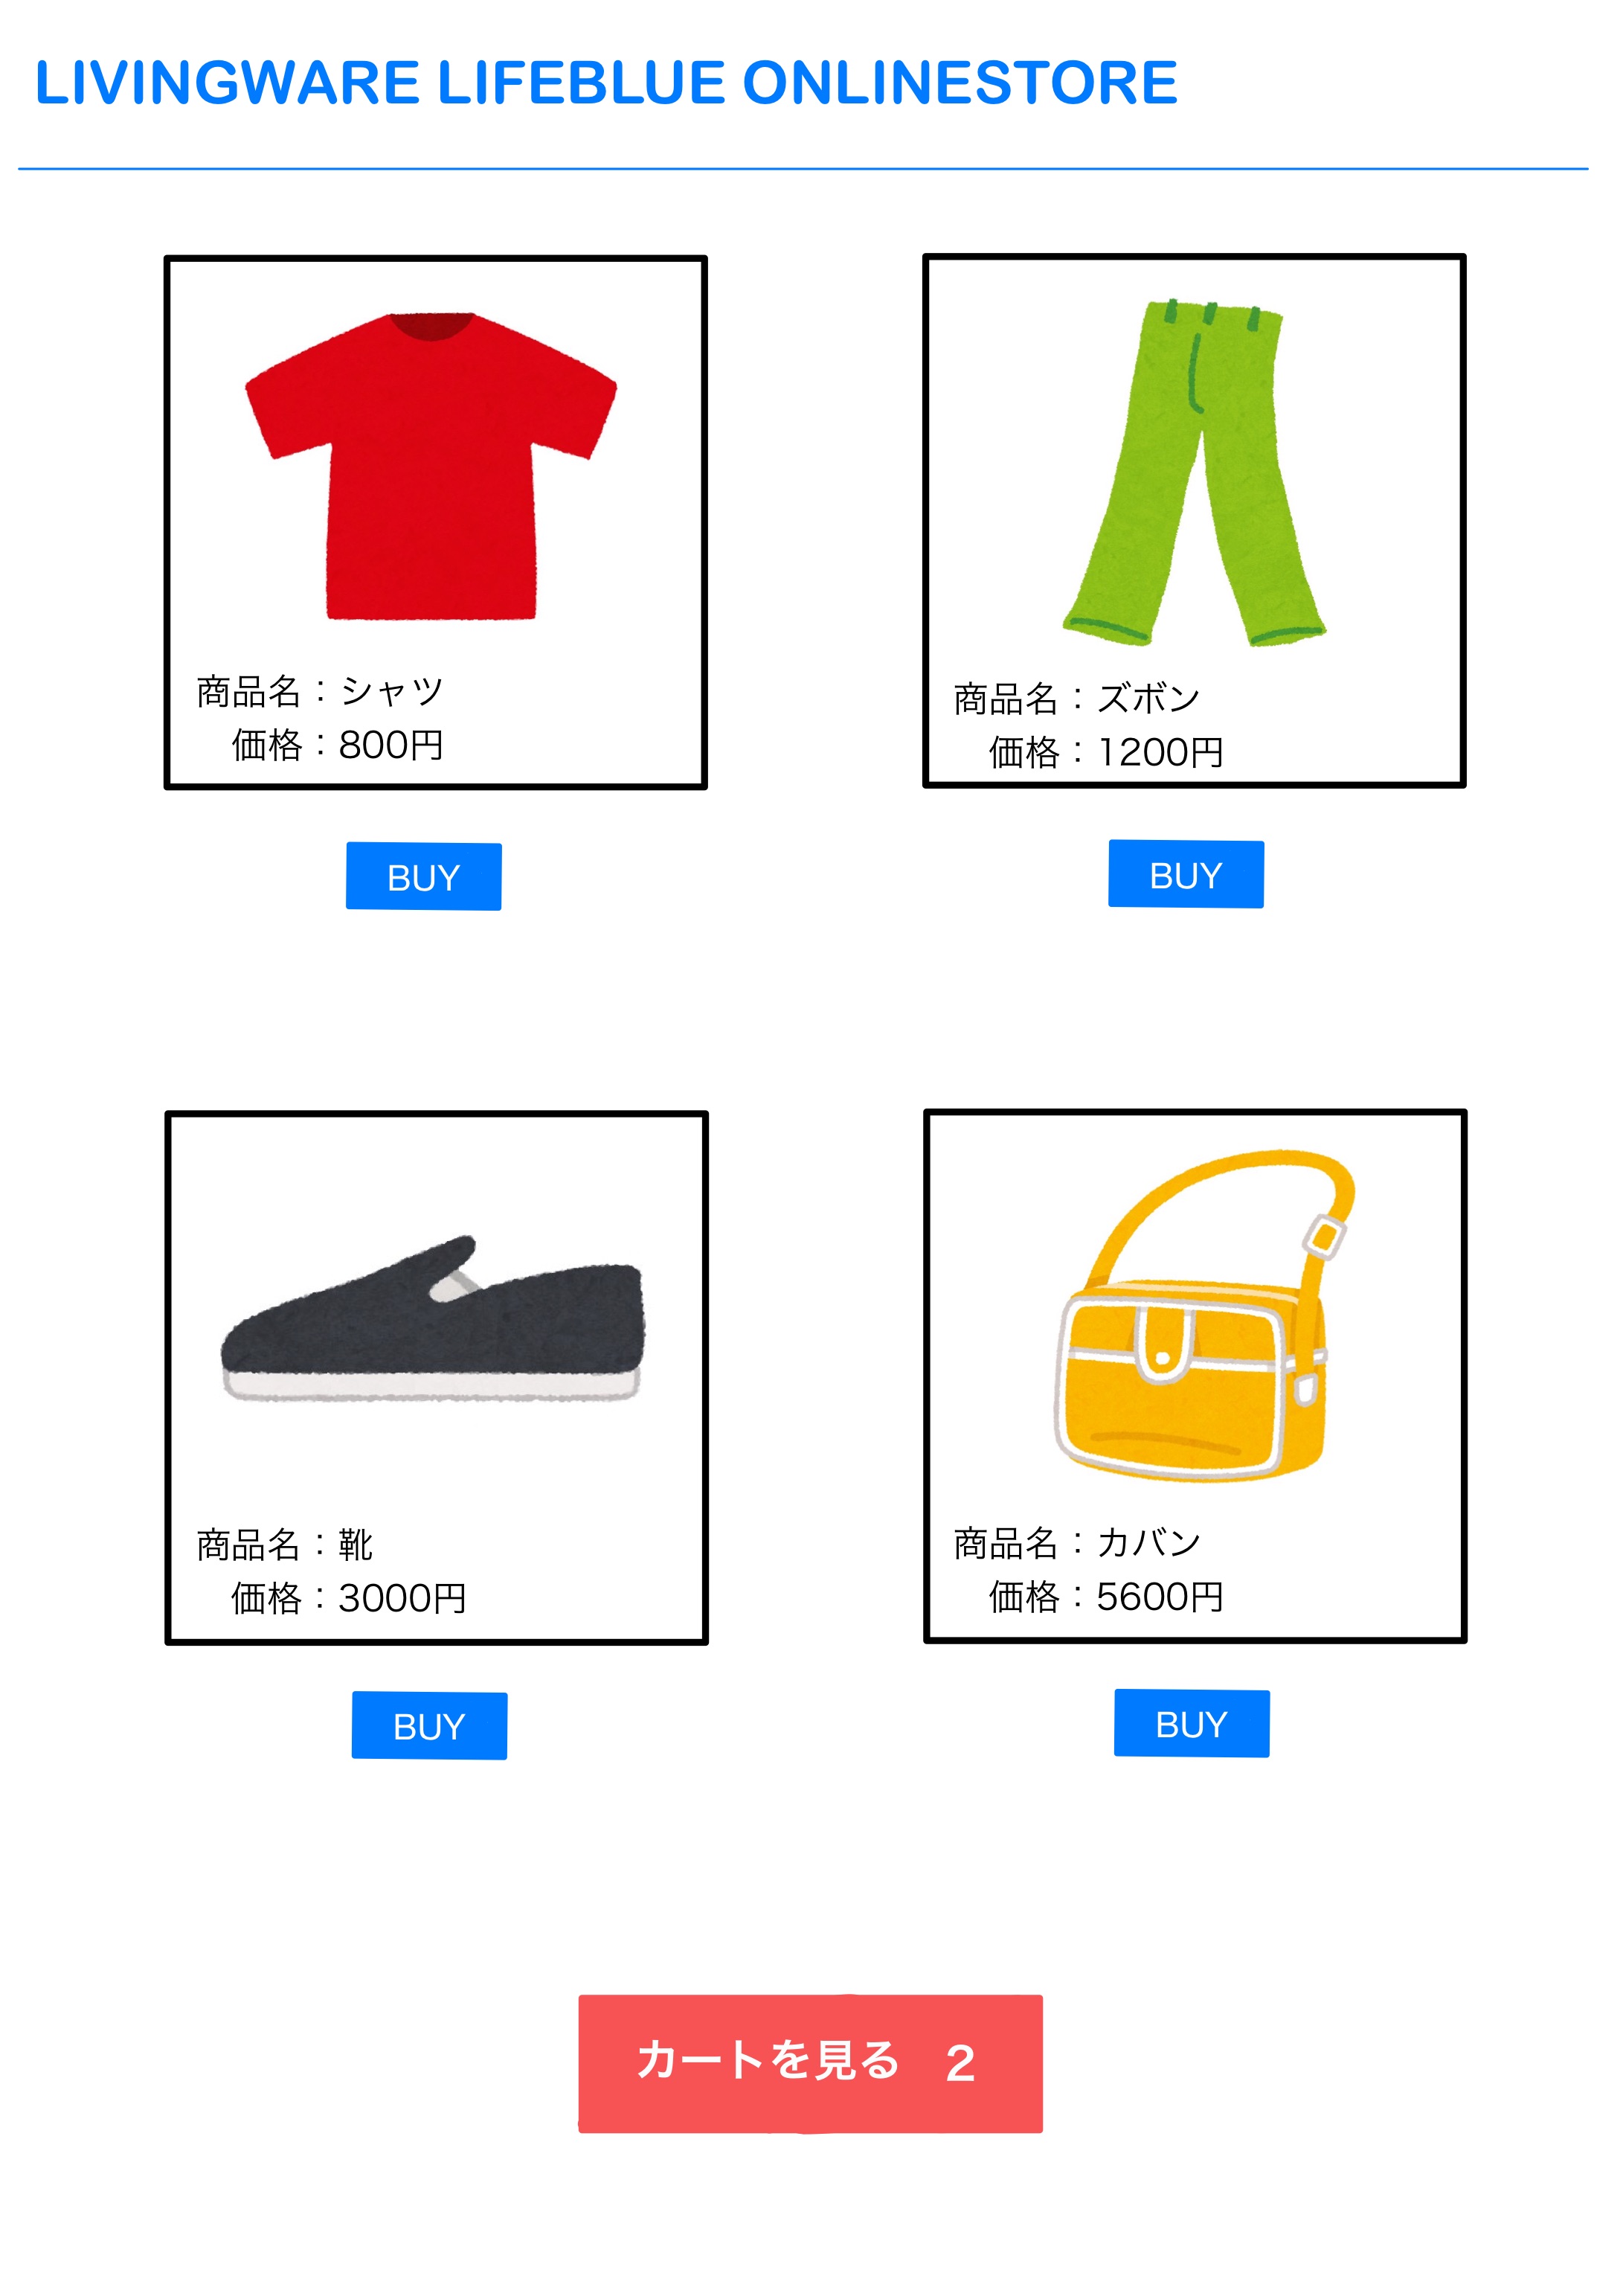 LIVINGWARE LIFEBLUE ONLINESTORE
商品名：シャツ
価格：800円
BUY
商品名：ズボン
価格：1200円
BUY
商品名：靴
価格：3000円
BUY
商品名：カバン
価格：5600円
BUY
カートを見る 2